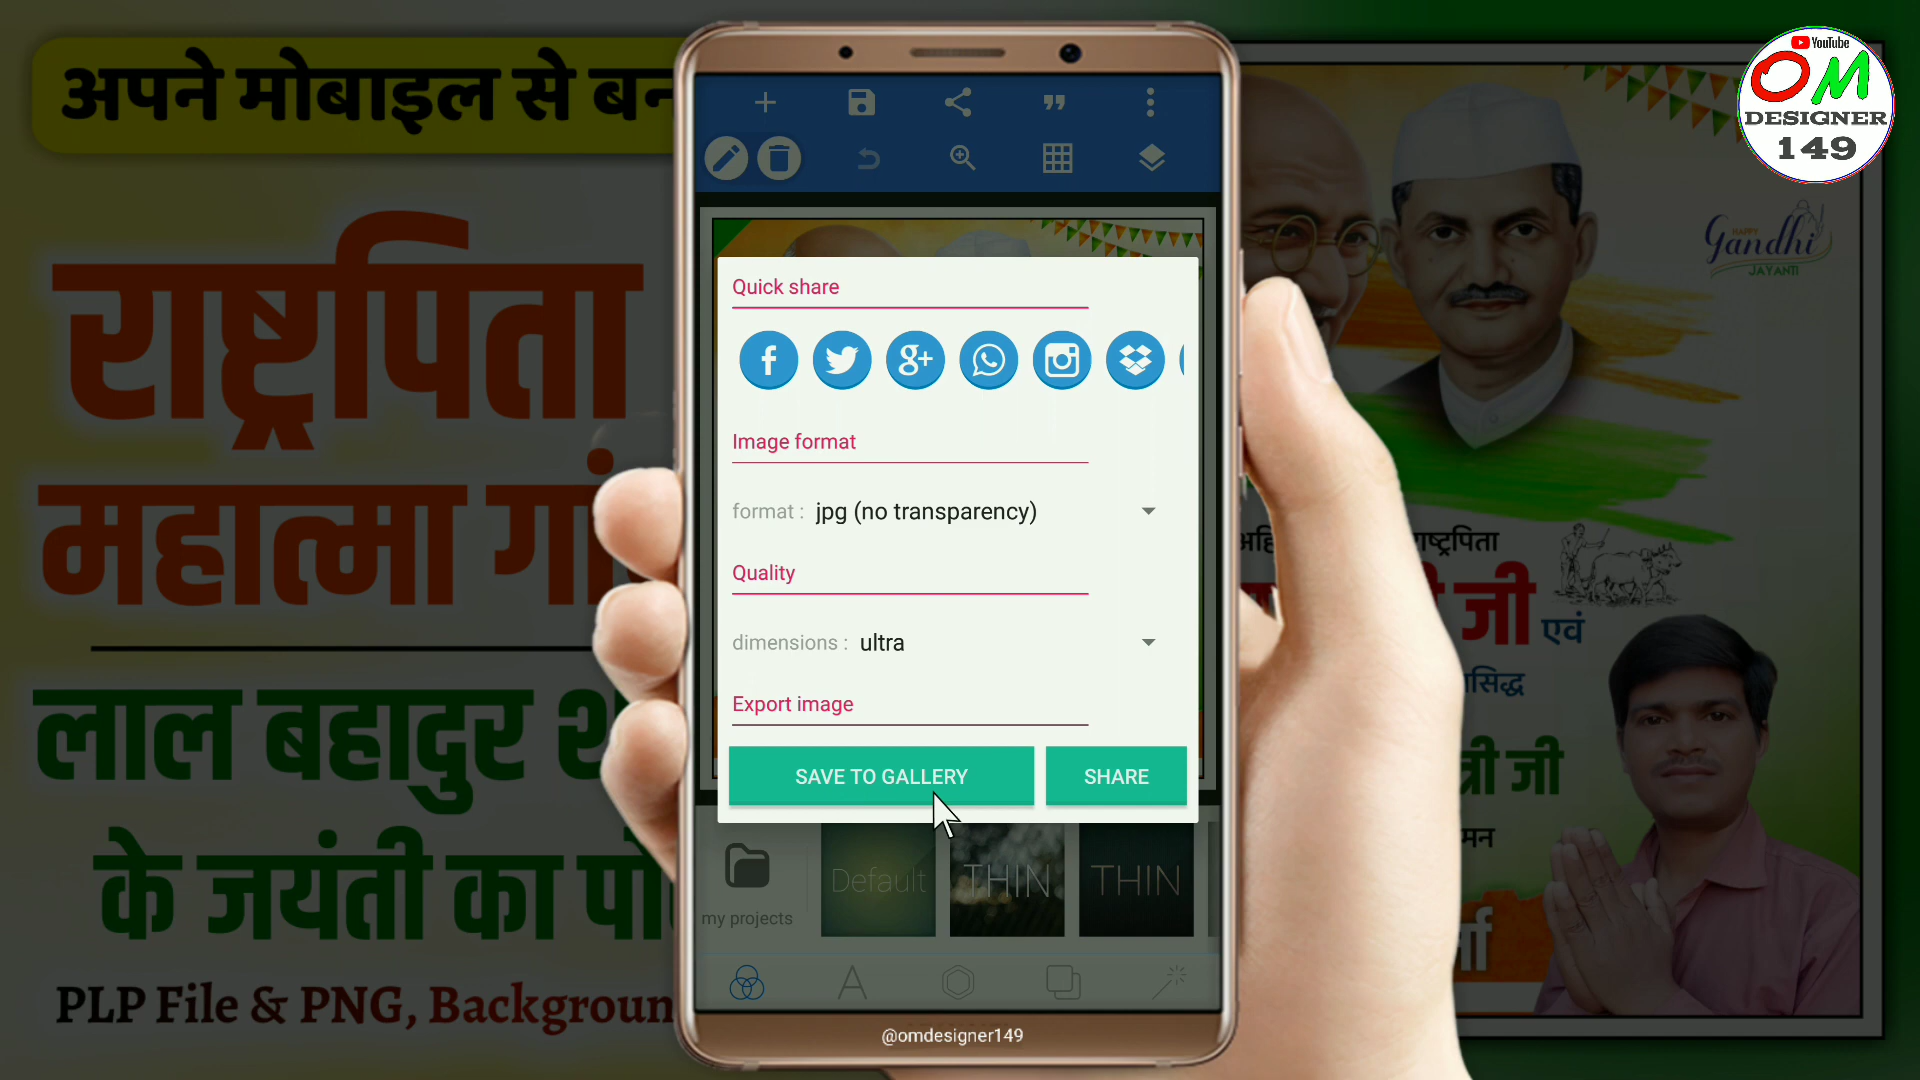 अपने मोबाइल से बन
राष्ट्रपिता
महात्मा गां
लाल बहादुर श
के जयंती का पो
PLP File & PNG, Backgroun
Quick share
Image format
format : jpg (no transparency)
Quality
dimensions : ultra
Export image
SAVE TO GALLERY
SHARE
my projects
Default
THIN
THIN
@omdesigner149
YouTube
OM
DESIGNER
149
HAPPY
Gandhi
JAYANTI
अहि
राष्ट्रपिता
जी एवं
त्री जी